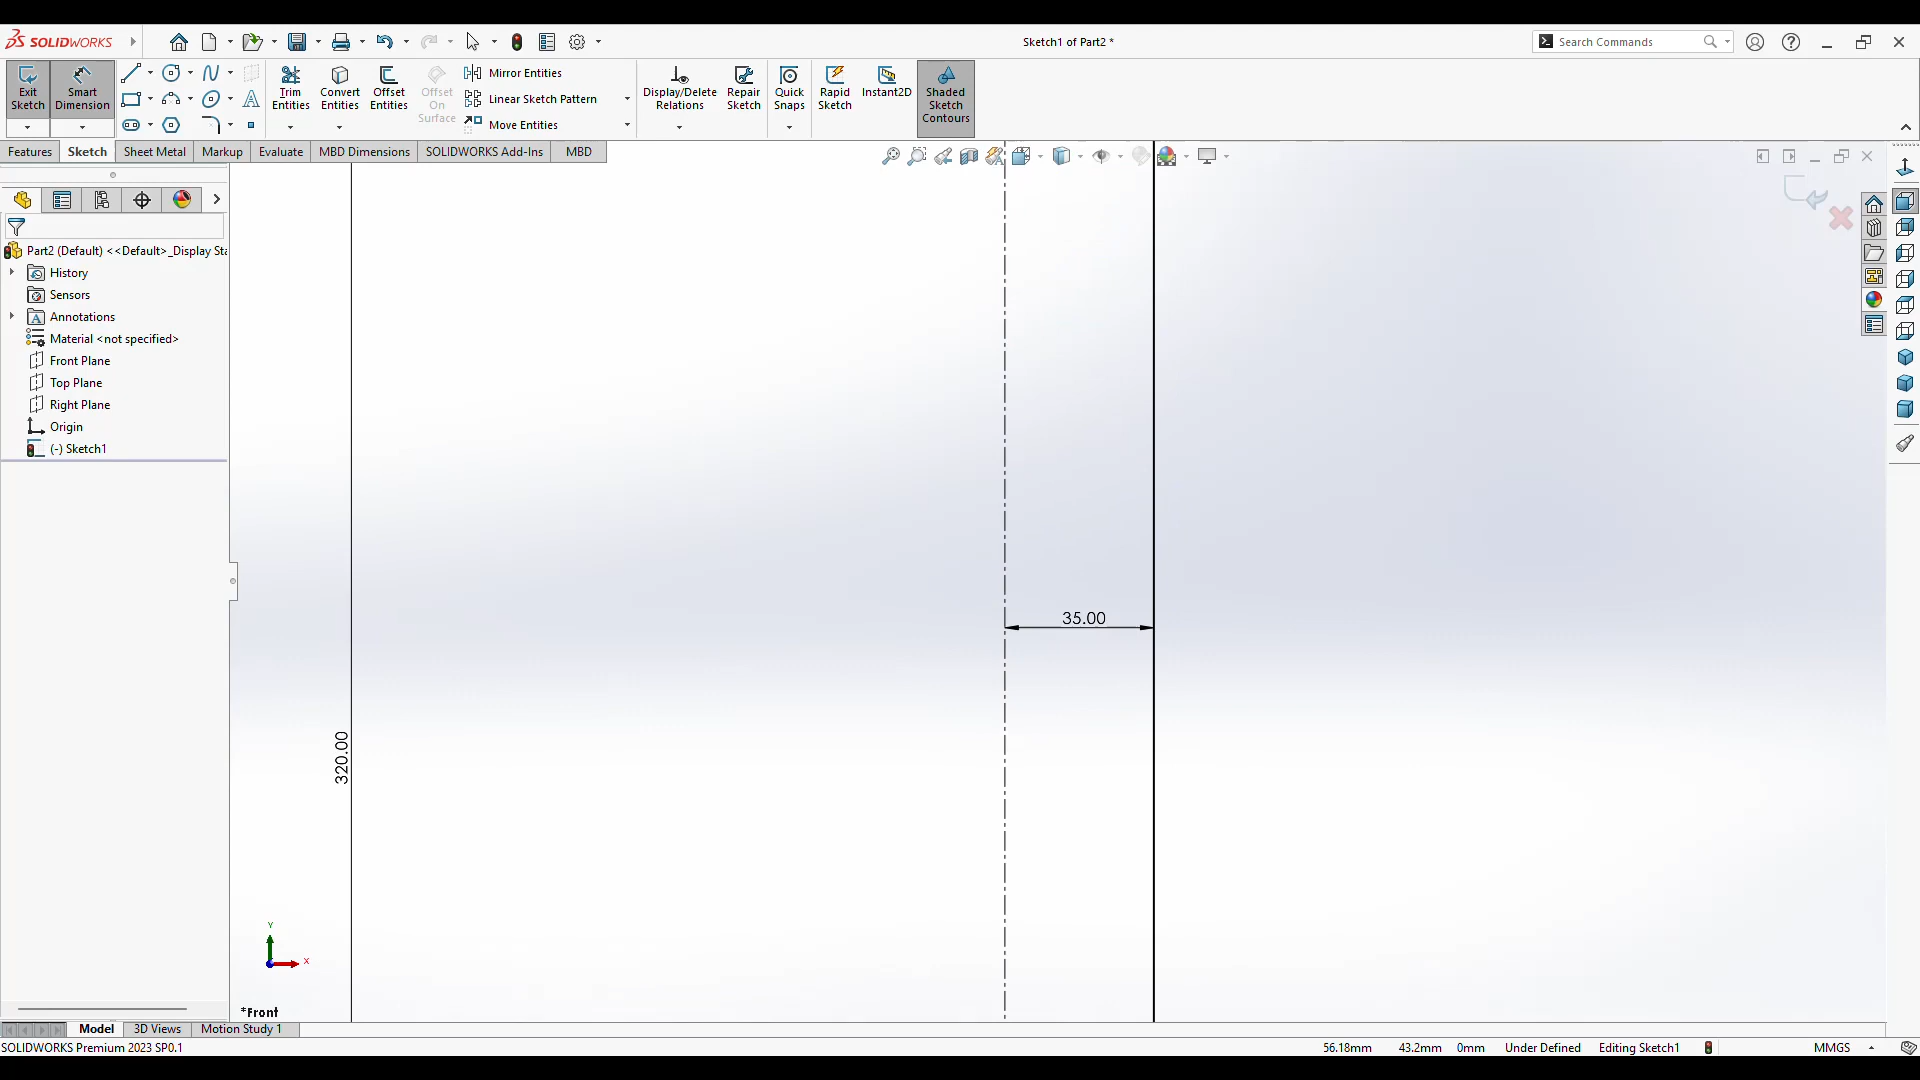 SOLIDWORKS
Sketch1 of Part2 *
Search Commands
Exit Sketch
Smart Dimension
Trim Entities
Convert Entities
Offset Entities
Offset On Surface
Mirror Entities
Linear Sketch Pattern
Move Entities
Display/Delete Relations
Repair Sketch
Quick Snaps
Rapid Sketch
Instant2D
Shaded Sketch Contours
Features
Sketch
Sheet Metal
Markup
Evaluate
MBD Dimensions
SOLIDWORKS Add-Ins
MBD
Part2 (Default) <<Default>_Display Sta
History
Sensors
Annotations
Material <not specified>
Front Plane
Top Plane
Right Plane
Origin
(-) Sketch1
35.00
320.00
Y
X
*Front
Model
3D Views
Motion Study 1
SOLIDWORKS Premium 2023 SP0.1
56.18mm
43.2mm
0mm
Under Defined
Editing Sketch1
MMGS